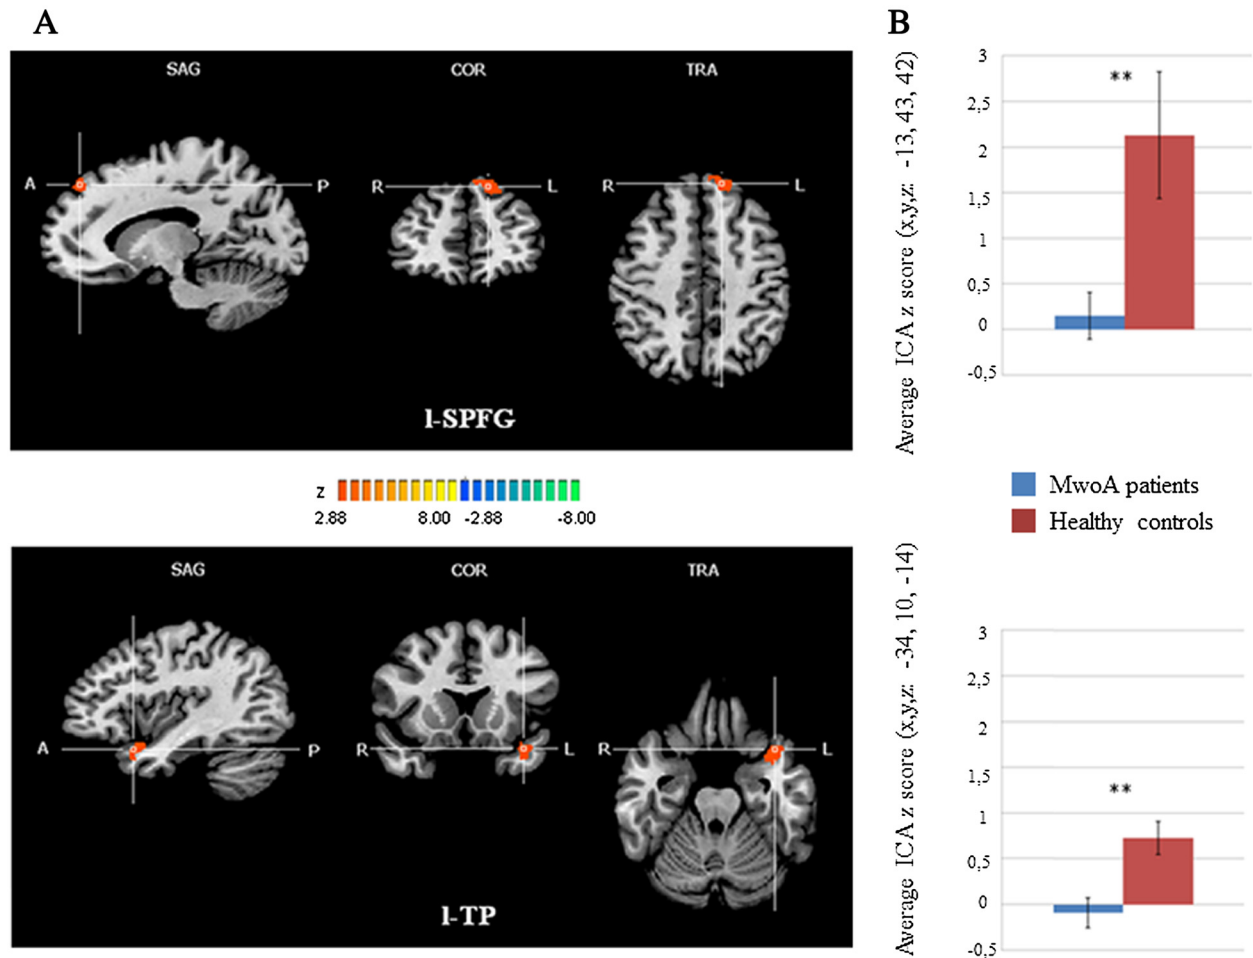 A
B
SAG
COR
TRA
A
P
R
L
R
L
l-SPFG
z
2.88
8.00
-2.88
-8.00
SAG
COR
TRA
A
P
R
L
R
L
l-TP
Average ICA z score (x,y,z: -13, 43, 42)
3
2,5
2
1,5
1
0,5
0
-0,5
**
MwoA patients
Healthy controls
Average ICA z score (x,y,z: -34, 10, -14)
3
2,5
2
1,5
1
0,5
0
-0,5
**